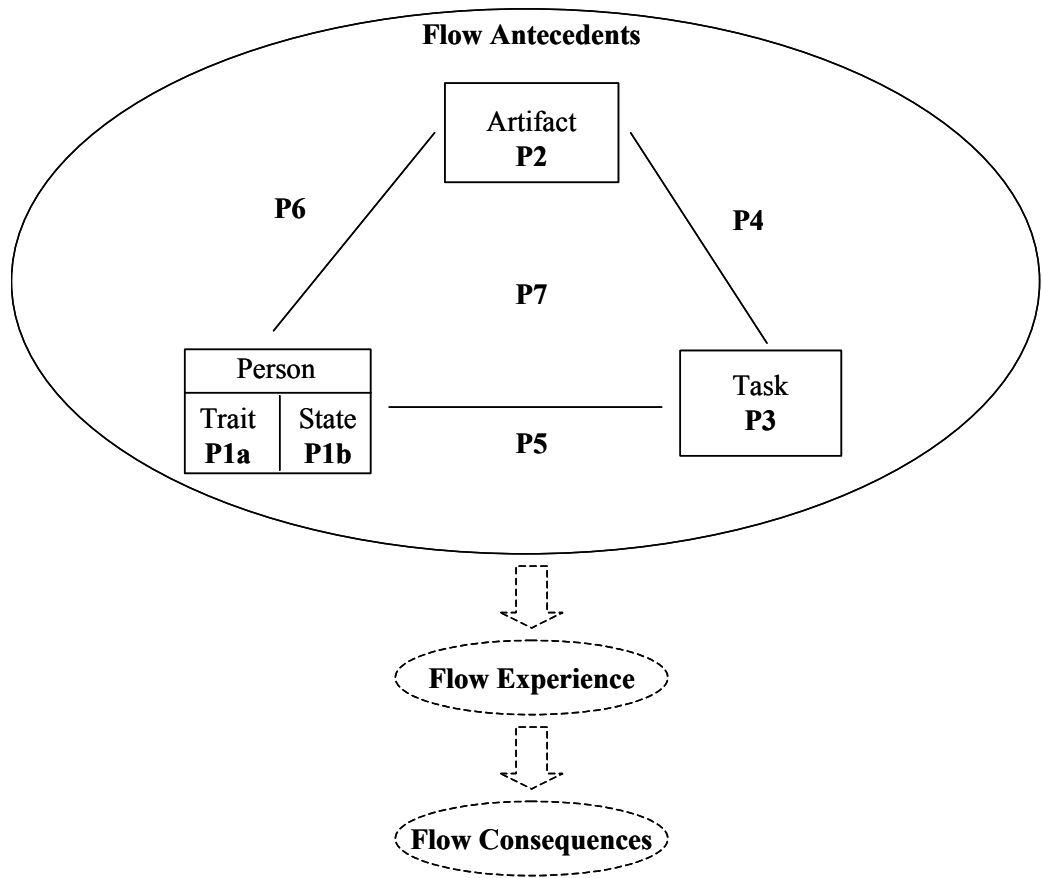 Flow Antecedents
Artifact
P2
P6
P4
P7
Person
Trait
P1a
State
P1b
Task
P3
P5
Flow Experience
Flow Consequences